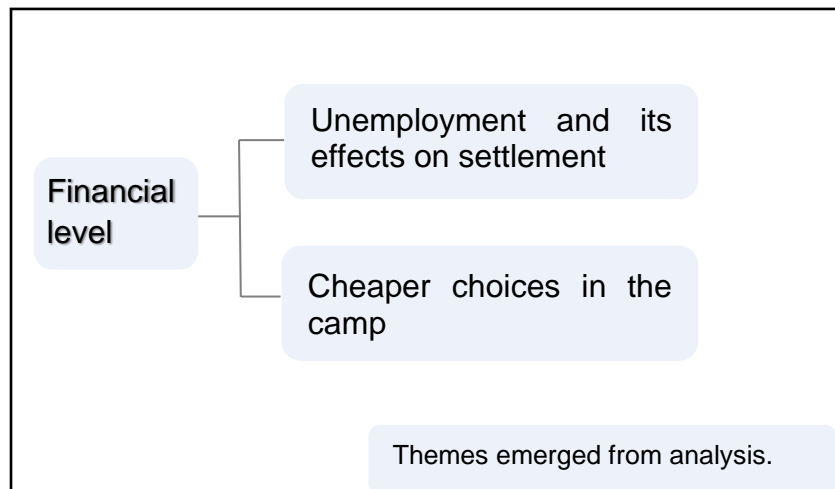 Financial
level
Unemployment and its
effects on settlement
Cheaper choices in the
camp
Themes emerged from analysis.